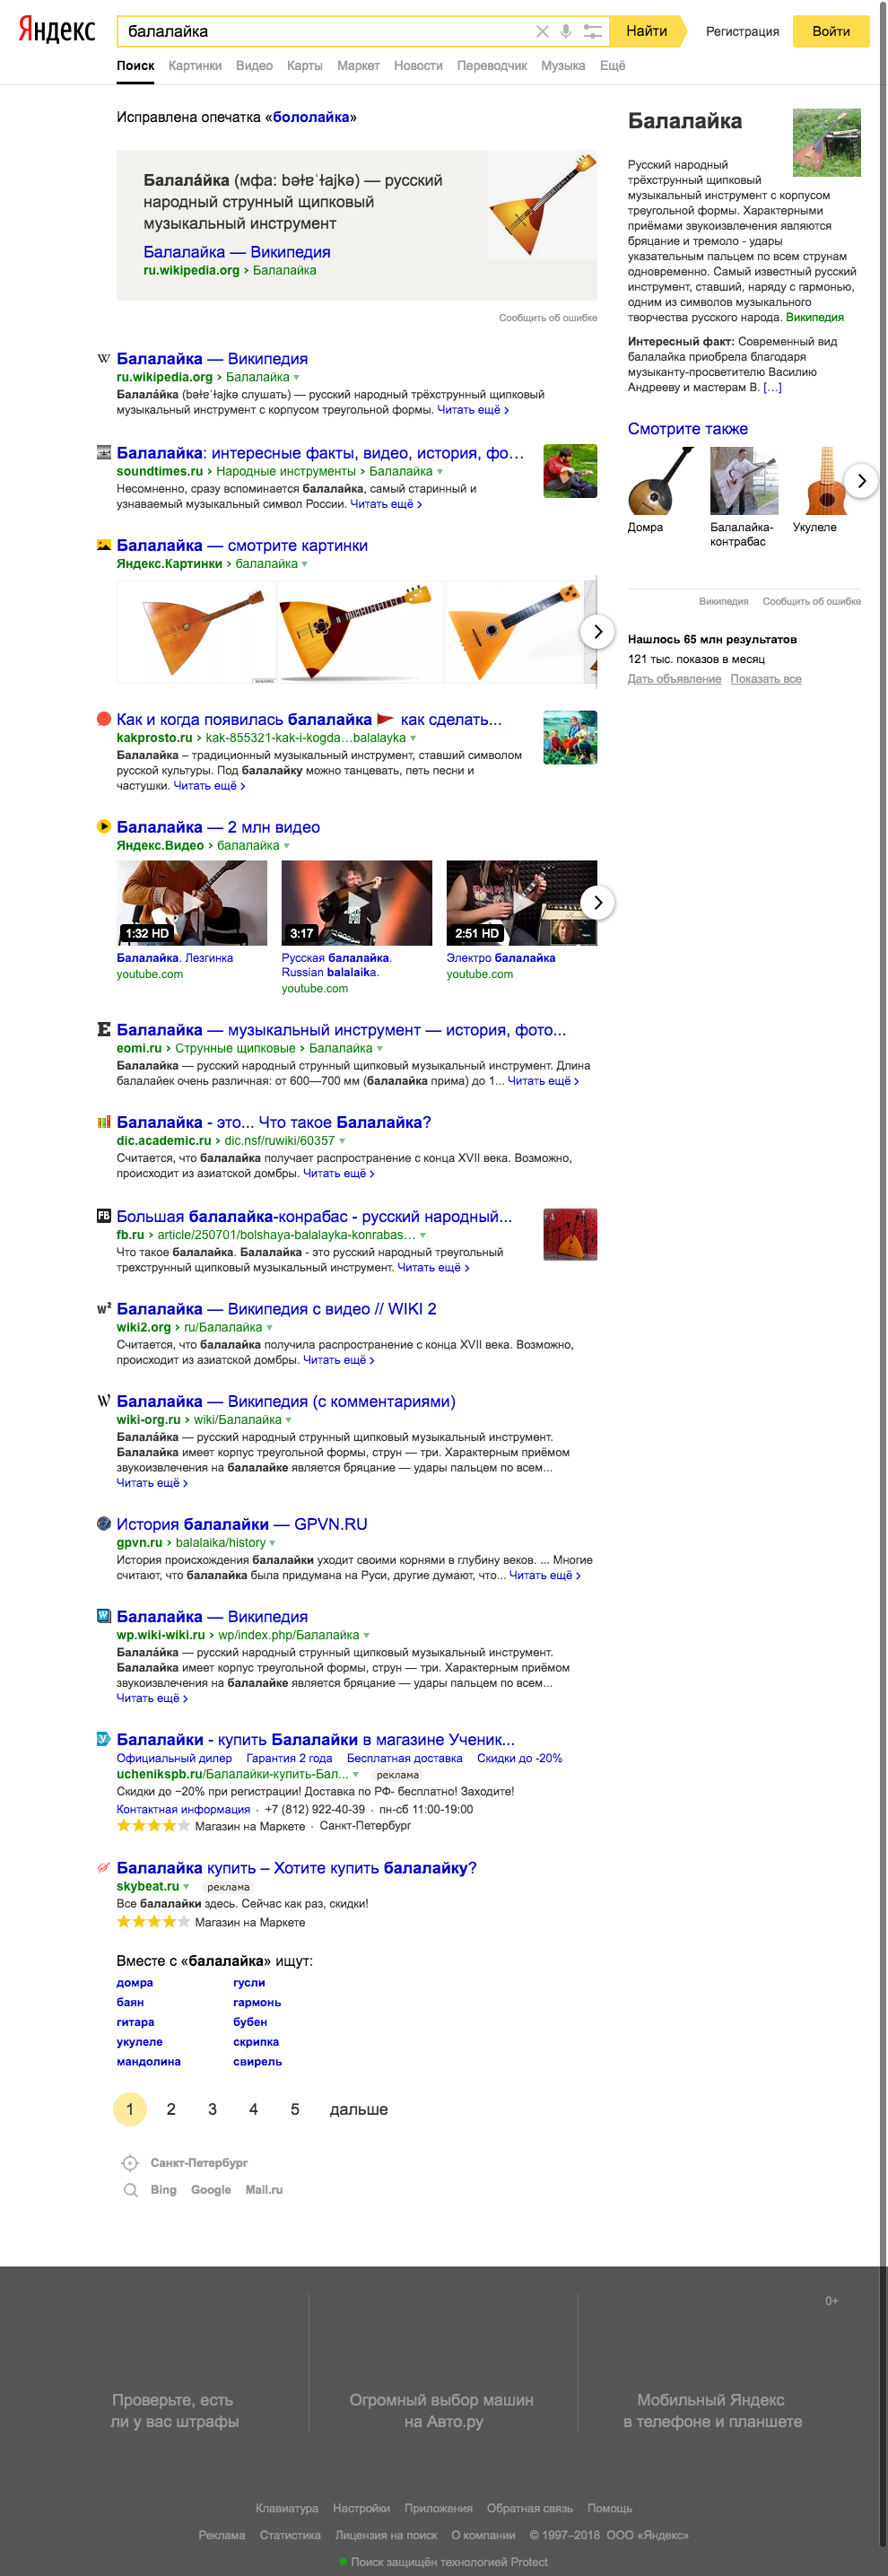 Яндекс
балалайка
Найти
Регистрация
Войти
Поиск Картинки Видео Карты Маркет Новости Переводчик Музыка Ещё
Исправлена опечатка «бололойка»
Балала́йка (мфа: bəɫɐˈɫajkə) — русский
народный струнный щипковый
музыкальный инструмент
Балалайка — Википедия
ru.wikipedia.org › Балалайка
Сообщить об ошибке
W Балалайка — Википедия
ru.wikipedia.org › Балалайка
Балала́йка (bəɫɐˈɫajkə слушать) — русский народный трёхструнный щипковый
музыкальный инструмент с корпусом треугольной формы. Читать ещё ›
Балалайка: интересные факты, видео, история, фо…
soundtimes.ru › Народные инструменты › Балалайка
Несомненно, сразу вспоминается балалайка, самый старинный и
узнаваемый музыкальный символ России. Читать ещё ›
Балалайка — смотрите картинки
Яндекс.Картинки › балалайка
Как и когда появилась балалайка как сделать...
kakprosto.ru › kak-855321-kak-i-kogda…balalayka
Балалайка – традиционный музыкальный инструмент, ставший символом
русской культуры. Под балалайку можно танцевать, петь песни и
частушки. Читать ещё ›
Балалайка — 2 млн видео
Яндекс.Видео › балалайка
1:32 HD
3:17
2:51 HD
Балалайка. Лезгинка
youtube.com
Русская балалайка.
Russian balalaika.
youtube.com
Электро балалайка
youtube.com
E Балалайка — музыкальный инструмент — история, фото...
eomi.ru › Струнные щипковые › Балалайка
Балалайка — русский народный струнный щипковый музыкальный инструмент. Длина
балалаек очень различная: от 600—700 мм (балалайка прима) до 1... Читать ещё ›
Балалайка - это... Что такое Балалайка?
dic.academic.ru › dic.nsf/ruwiki/60357
Считается, что балалайка получает распространение с конца XVII века. Возможно,
происходит из азиатской домбры. Читать ещё ›
FB Большая балалайка-конрабас - русский народный...
fb.ru › article/250701/bolshaya-balalayka-konrabas…
Что такое балалайка. Балалайка - это русский народный треугольный
трехструнный щипковый музыкальный инструмент. Читать ещё ›
w² Балалайка — Википедия с видео // WIKI 2
wiki2.org › ru/Балалайка
Считается, что балалайка получила распространение с конца XVII века. Возможно,
происходит из азиатской домбры. Читать ещё ›
W Балалайка — Википедия (с комментариями)
wiki-org.ru › wiki/Балалайка
Балала́йка — русский народный струнный щипковый музыкальный инструмент.
Балалайка имеет корпус треугольной формы, струн — три. Характерным приёмом
звукоизвлечения на балалайке является бряцание — удары пальцем по всем...
Читать ещё ›
История балалайки — GPVN.RU
gpvn.ru › balalaika/history
История происхождения балалайки уходит своими корнями в глубину веков. ... Многие
считают, что балалайка была придумана на Руси, другие думают, что... Читать ещё ›
W Балалайка — Википедия
wp.wiki-wiki.ru › wp/index.php/Балалайка
Балала́йка — русский народный струнный щипковый музыкальный инструмент.
Балалайка имеет корпус треугольной формы, струн — три. Характерным приёмом
звукоизвлечения на балалайке является бряцание — удары пальцем по всем...
Читать ещё ›
У Балалайки - купить Балалайки в магазине Ученик...
Официальный дилер Гарантия 2 года Бесплатная доставка Скидки до -20%
uchenikspb.ru/Балалайки-купить-Бал... реклама
Скидки до −20% при регистрации! Доставка по РФ- бесплатно! Заходите!
Контактная информация · +7 (812) 922-40-39 · пн-сб 11:00-19:00
Магазин на Маркете · Санкт-Петербург
Балалайка купить – Хотите купить балалайку?
skybeat.ru реклама
Все балалайки здесь. Сейчас как раз, скидки!
Магазин на Маркете
Вместе с «балалайка» ищут:
домра гусли
баян гармонь
гитара бубен
укулеле скрипка
мандолина свирель
1 2 3 4 5 дальше
Санкт-Петербург
Bing Google Mail.ru
Балалайка
Русский народный
трёхструнный щипковый
музыкальный инструмент с корпусом
треугольной формы. Характерными
приёмами звукоизвлечения являются
бряцание и тремоло - удары
указательным пальцем по всем струнам
одновременно. Самый известный русский
инструмент, ставший, наряду с гармонью,
одним из символов музыкального
творчества русского народа. Википедия
Интересный факт: Современный вид
балалайка приобрела благодаря
музыканту-просветителю Василию
Андрееву и мастерам В. […]
Смотрите также
Домра
Балалайка-
контрабас
Укулеле
Википедия Сообщить об ошибке
Нашлось 65 млн результатов
121 тыс. показов в месяц
Дать объявление Показать все
0+
Проверьте, есть
ли у вас штрафы
Огромный выбор машин
на Авто.ру
Мобильный Яндекс
в телефоне и планшете
Клавиатура Настройки Приложения Обратная связь Помощь
Реклама Статистика Лицензия на поиск О компании © 1997–2018 ООО «Яндекс»
Поиск защищён технологией Protect